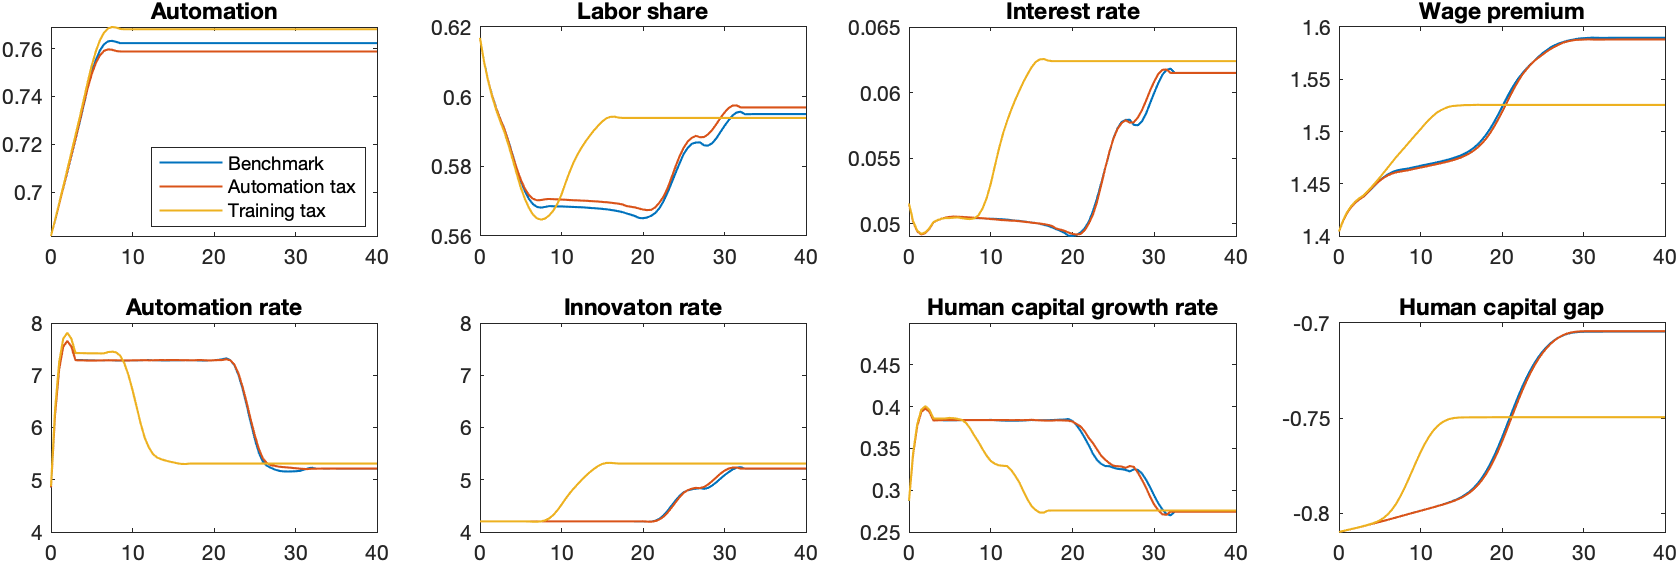 Automation
0.76
0.74
0.72
0.7
0 10 20 30 40
Benchmark
Automation tax
Training tax
Labor share
0.62
0.6
0.58
0.56
0 10 20 30 40
Interest rate
0.065
0.06
0.055
0.05
0 10 20 30 40
Wage premium
1.6
1.55
1.5
1.45
1.4
0 10 20 30 40
Automation rate
8
7
6
5
4
0 10 20 30 40
Innovaton rate
8
7
6
5
4
0 10 20 30 40
Human capital growth rate
0.45
0.4
0.35
0.3
0.25
0 10 20 30 40
Human capital gap
-0.7
-0.75
-0.8
0 10 20 30 40